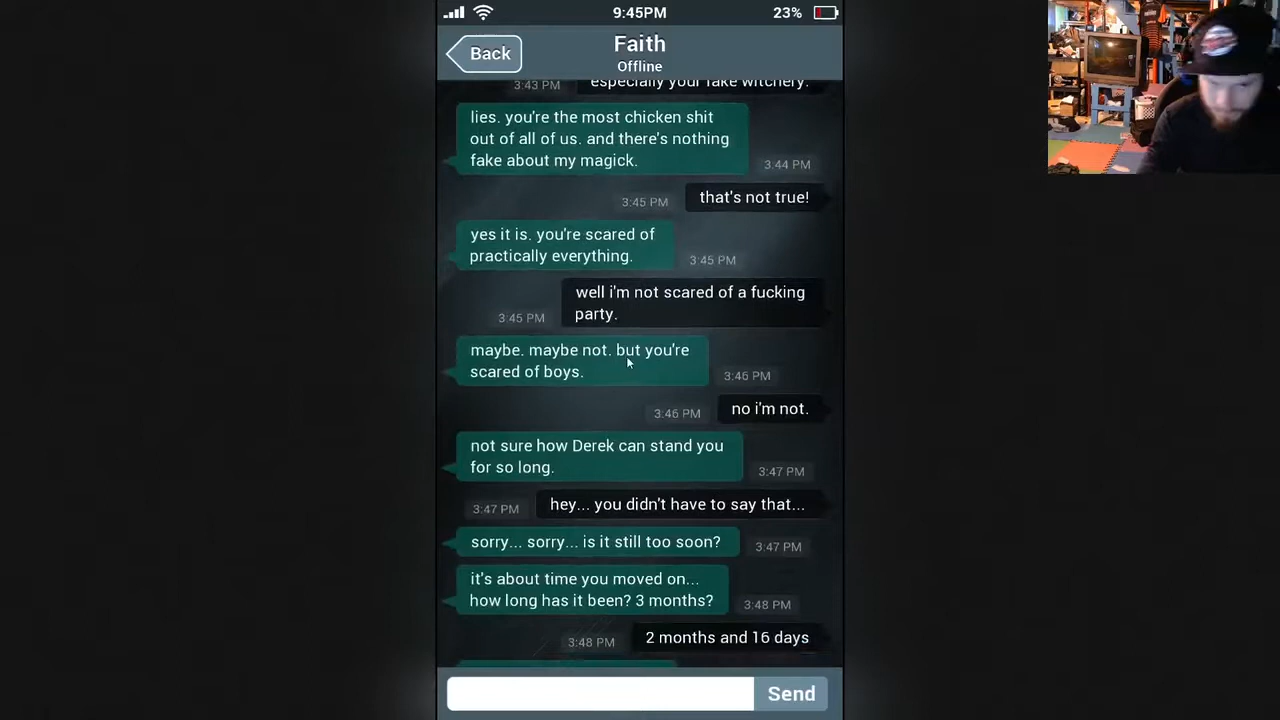 9:45PM
23%
Back
Faith
Offline
especially your fake witchery.
3:43 PM
lies. you're the most chicken shit
out of all of us. and there's nothing
fake about my magick.
3:44 PM
that's not true!
3:45 PM
yes it is. you're scared of
practically everything.
3:45 PM
well i'm not scared of a fucking
party.
3:45 PM
maybe. maybe not. but you're
scared of boys.
3:46 PM
no i'm not.
3:46 PM
not sure how Derek can stand you
for so long.
3:47 PM
hey... you didn't have to say that...
3:47 PM
sorry... sorry... is it still too soon?
3:47 PM
it's about time you moved on...
how long has it been? 3 months?
3:48 PM
2 months and 16 days
3:48 PM
Send